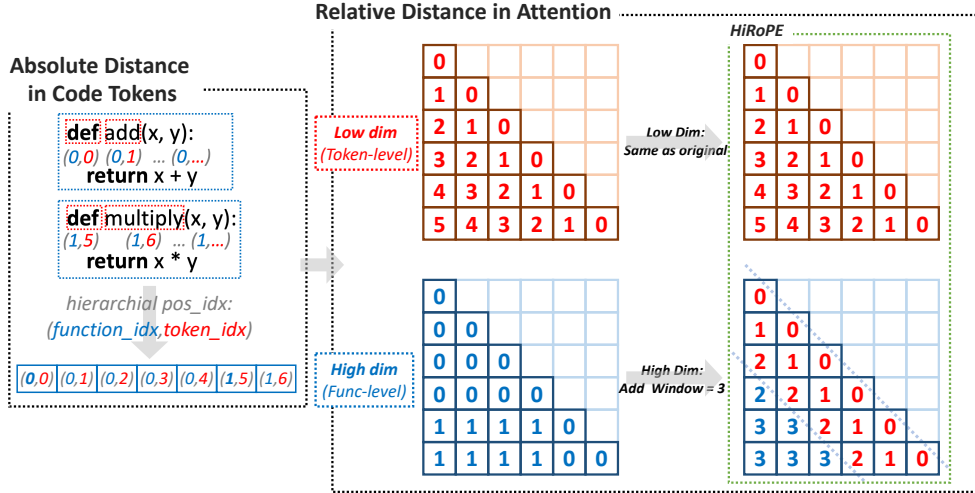 Relative Distance in Attention
HiRoPE
Absolute Distance
in Code Tokens
def add(x, y):
(0,0) (0,1) ... (0,...)
return x + y
def multiply(x, y):
(1,5) (1,6) ... (1,...)
return x * y
hierarchial pos_idx:
(function_idx,token_idx)
(0,0) (0,1) (0,2) (0,3) (0,4) (1,5) (1,6)
Low dim
(Token-level)
0
1 0
2 1 0
3 2 1 0
4 3 2 1 0
5 4 3 2 1 0
Low Dim:
Same as original
0
1 0
2 1 0
3 2 1 0
4 3 2 1 0
5 4 3 2 1 0
High dim
(Func-level)
0
0 0
0 0 0
0 0 0 0
1 1 1 1 0
1 1 1 1 0 0
High Dim:
Add Window = 3
0
1 0
2 1 0
2 2 1 0
3 3 2 1 0
3 3 3 2 1 0